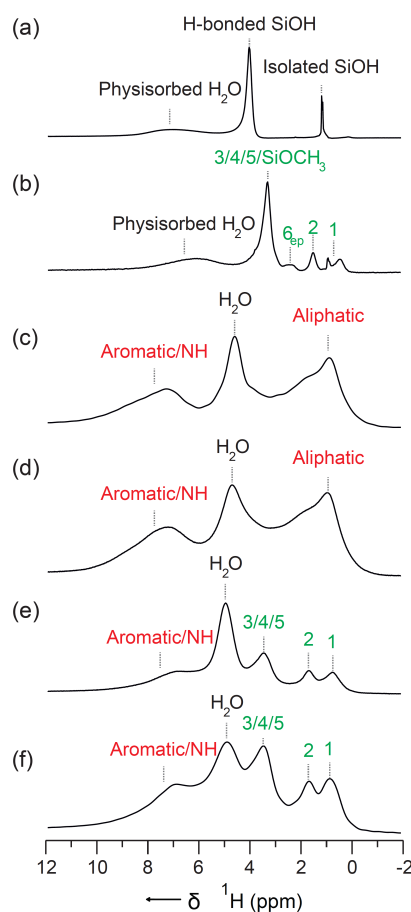 (a)
H-bonded SiOH
Isolated SiOH
Physisorbed H₂O
(b)
3/4/5/SiOCH₃
Physisorbed H₂O
6ₑₚ
2
1
(c)
H₂O
Aliphatic
Aromatic/NH
(d)
H₂O
Aliphatic
Aromatic/NH
(e)
H₂O
3/4/5
Aromatic/NH
2
1
(f)
H₂O
3/4/5
Aromatic/NH
2
1
12 10 8 6 4 2 0 -2
← δ ¹H (ppm)